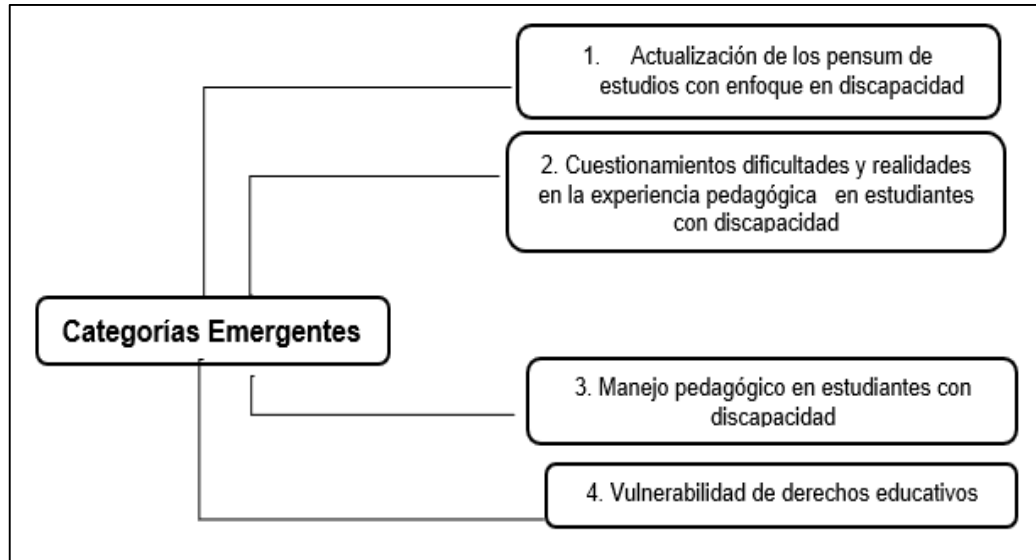 1. Actualización de los pensum de
estudios con enfoque en discapacidad
2. Cuestionamientos dificultades y realidades
en la experiencia pedagógica en estudiantes
con discapacidad
Categorías Emergentes
3. Manejo pedagógico en estudiantes con
discapacidad
4. Vulnerabilidad de derechos educativos